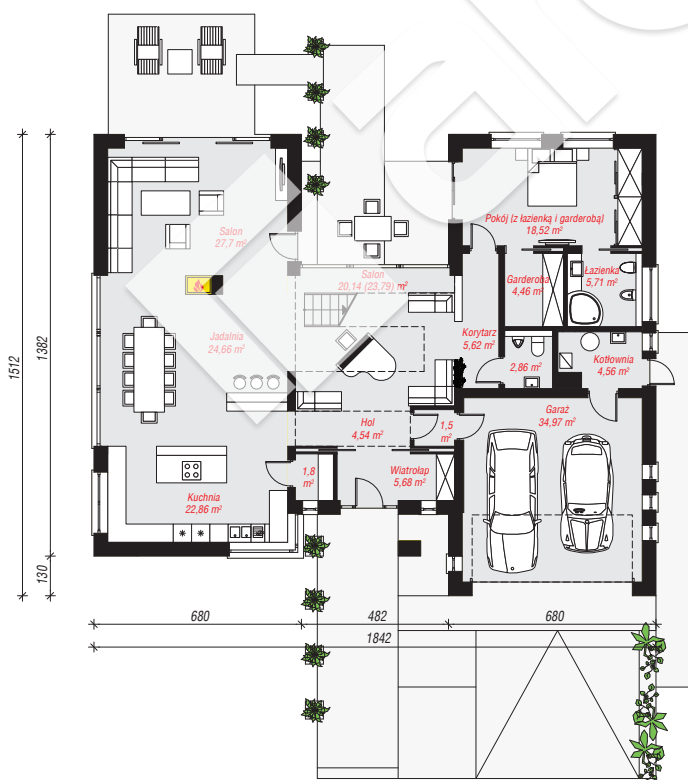 Salon
27,7 m²
Salon
20,14 (23,79) m²
Pokój (z łazienką i garderobą)
18,52 m²
Garderoba
4,46 m²
Łazienka
5,71 m²
Jadalnia
24,66 m²
Korytarz
5,62 m²
2,86 m²
Kotłownia
4,56 m²
Hol
4,54 m²
1,5
m²
Garaż
34,97 m²
1,8
m²
Wiatrołap
5,68 m²
Kuchnia
22,86 m²
1512
1382
130
680
482
680
1842